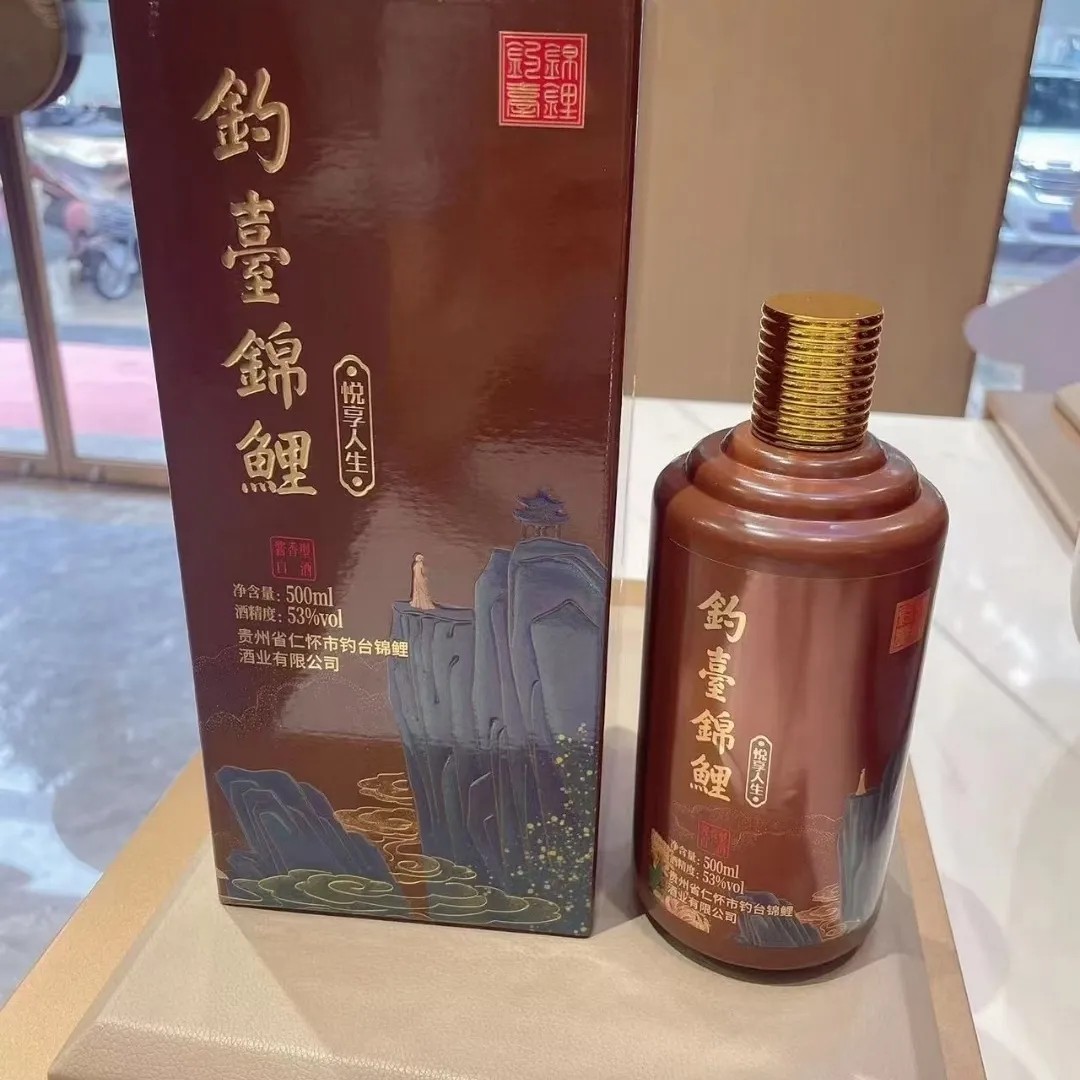 釣臺錦鯉
悦享人生
錦鯉
釣臺
酱香型
白酒
净含量：500ml
酒精度：53%vol
贵州省仁怀市钓台锦鲤
酒业有限公司
釣臺錦鯉
悦享人生
净含量：500ml
酒精度：53%vol
贵州省仁怀市钓台锦鲤
酒业有限公司